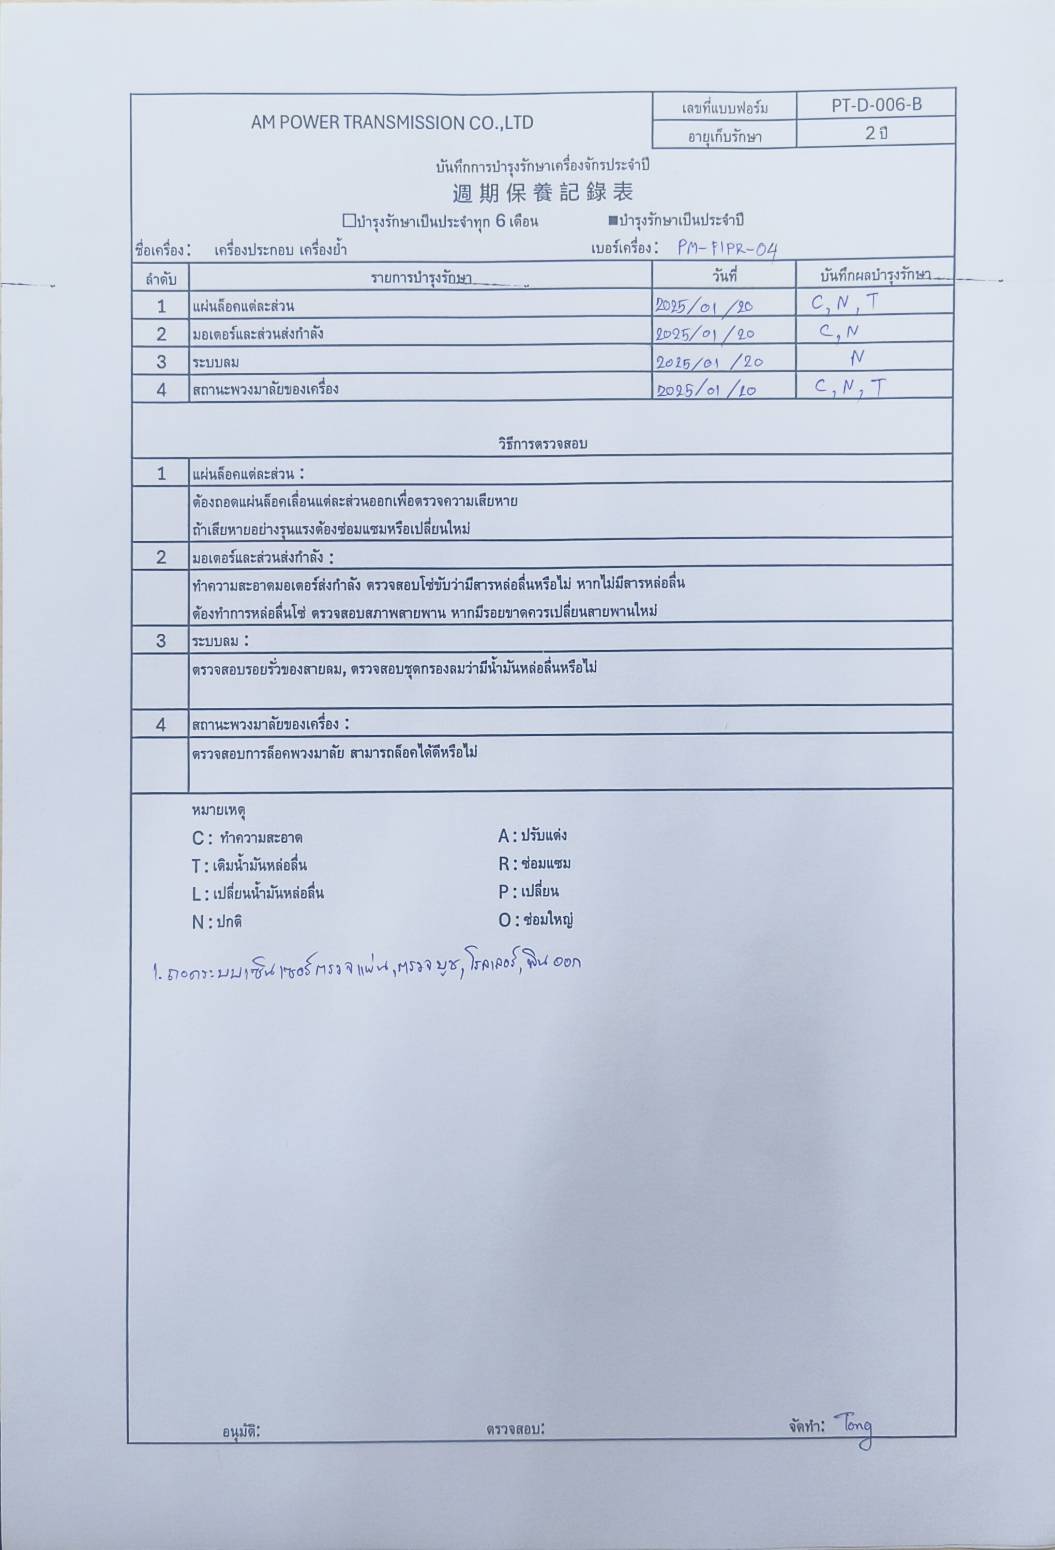 AM POWER TRANSMISSION CO.,LTD
เลขที่แบบฟอร์ม PT-D-006-B
อายุเก็บรักษา 2 ปี
บันทึกการบำรุงรักษาเครื่องจักรประจำปี
週期保養記錄表
☐บำรุงรักษาเป็นประจำทุก 6 เดือน ■บำรุงรักษาเป็นประจำปี
ชื่อเครื่อง: เครื่องประกอบ เครื่องย้ำ เบอร์เครื่อง: PM-FIPR-04
ลำดับ รายการบำรุงรักษา วันที่ บันทึกผลบำรุงรักษา
1 แผ่นล็อคแต่ละส่วน 2025/01/20 C, N, T
2 มอเตอร์และส่วนส่งกำลัง 2025/01/20 C, N
3 ระบบลม 2025/01/20 N
4 สถานะพวงมาลัยของเครื่อง 2025/01/20 C, N, T
วิธีการตรวจสอบ
1 แผ่นล็อคแต่ละส่วน :
ต้องถอดแผ่นล็อคเลื่อนแต่ละส่วนออกเพื่อตรวจความเสียหาย
ถ้าเสียหายอย่างรุนแรงต้องซ่อมแซมหรือเปลี่ยนใหม่
2 มอเตอร์และส่วนส่งกำลัง :
ทำความสะอาดมอเตอร์ส่งกำลัง ตรวจสอบโซ่ขับว่ามีสารหล่อลื่นหรือไม่ หากไม่มีสารหล่อลื่น
ต้องทำการหล่อลื่นโซ่ ตรวจสอบสภาพสายพาน หากมีรอยขาดควรเปลี่ยนสายพานใหม่
3 ระบบลม :
ตรวจสอบรอยรั่วของสายลม, ตรวจสอบชุดกรองลมว่ามีน้ำมันหล่อลื่นหรือไม่
4 สถานะพวงมาลัยของเครื่อง :
ตรวจสอบการล็อคพวงมาลัย สามารถล็อคได้ดีหรือไม่
หมายเหตุ
C : ทำความสะอาด A : ปรับแต่ง
T : เติมน้ำมันหล่อลื่น R : ซ่อมแซม
L : เปลี่ยนน้ำมันหล่อลื่น P : เปลี่ยน
N : ปกติ O : ซ่อมใหญ่
1. ถอดระบบเซ็นเซอร์ตรวจแผ่น, ตรวจบูช, โรลเลอร์, พินออก
อนุมัติ: ตรวจสอบ: จัดทำ: Tong